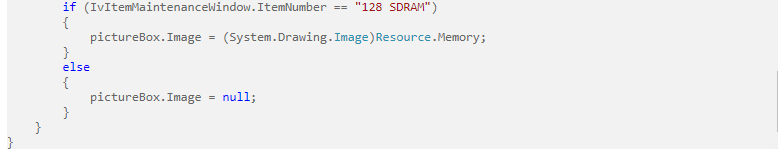 if (IvItemMaintenanceWindow.ItemNumber == "128 SDRAM")
{
pictureBox.Image = (System.Drawing.Image)Resource.Memory;
}
else
{
pictureBox.Image = null;
}
}
}